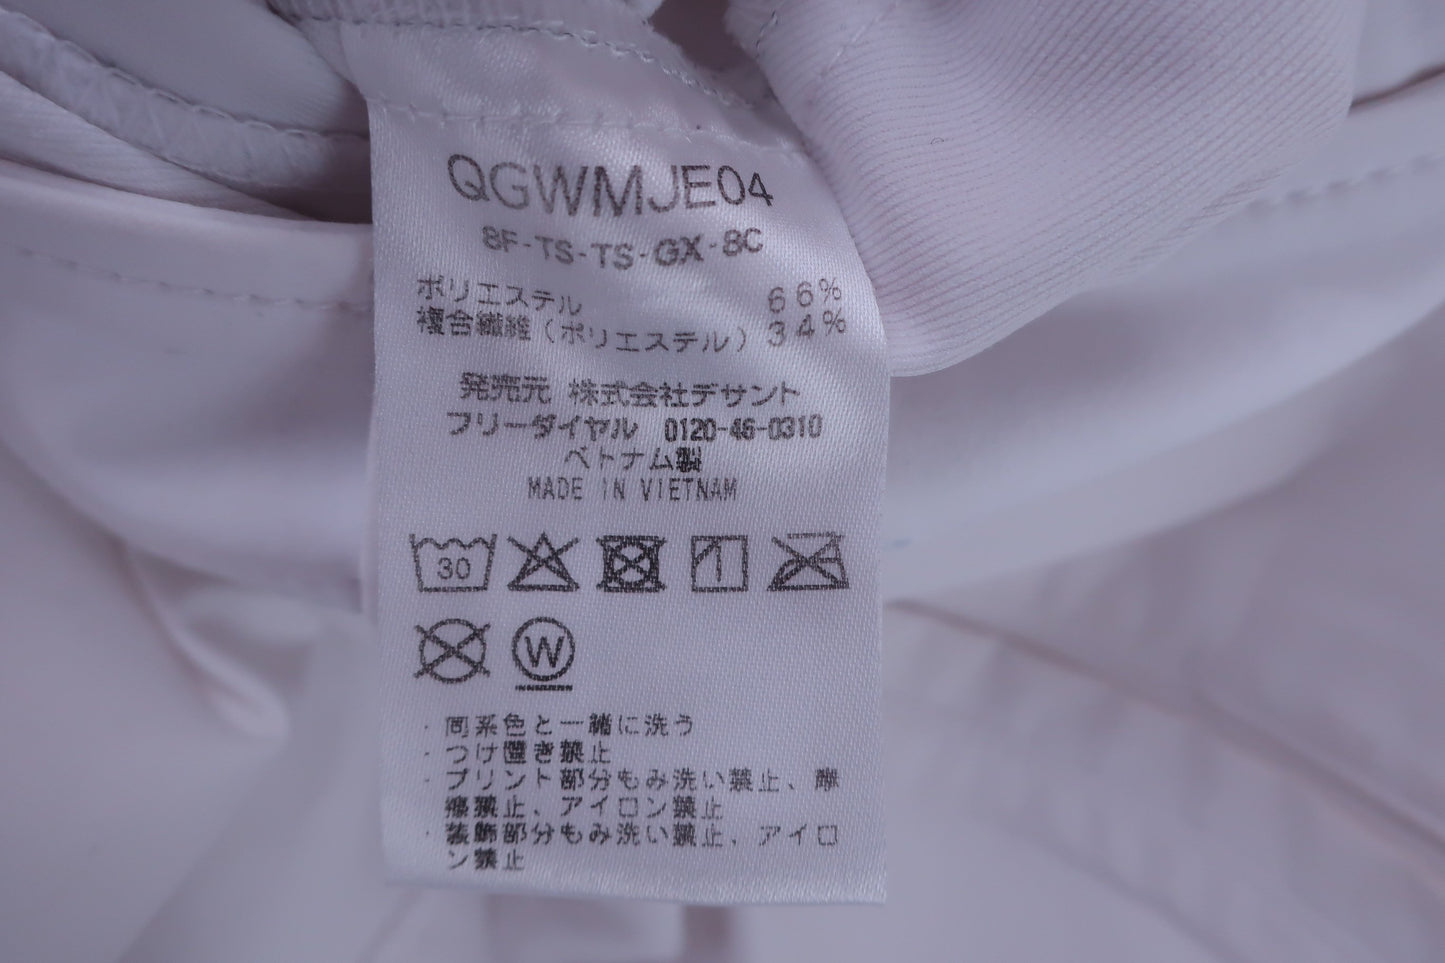 QGWMJE04
8F-TS-TS-GX-8C
ポリエステル 66%
複合繊維(ポリエステル) 34%
発売元 株式会社デサント
フリーダイヤル 0120-46-0310
ベトナム製
MADE IN VIETNAM
30
W
・同系色と一緒に洗う
・つけ置き禁止
・プリント部分もみ洗い禁止、摩
擦禁止、アイロン禁止
・装飾部分もみ洗い禁止、アイロ
ン禁止